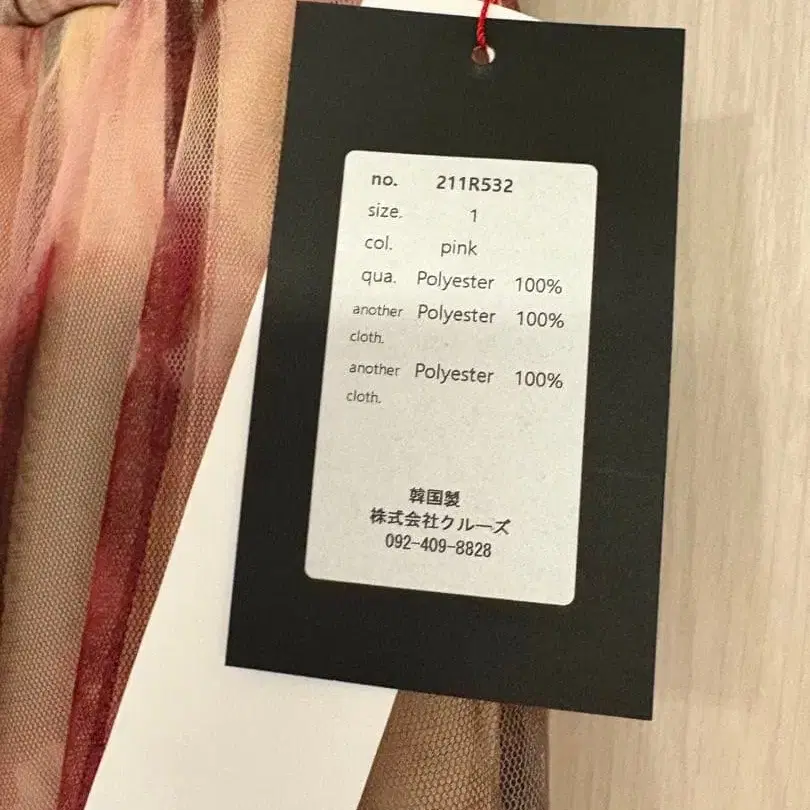 no. 211R532
size. 1
col. pink
qua. Polyester 100%
another Polyester 100%
cloth.
another Polyester 100%
cloth.
韓国製
株式会社クルーズ
092-409-8828